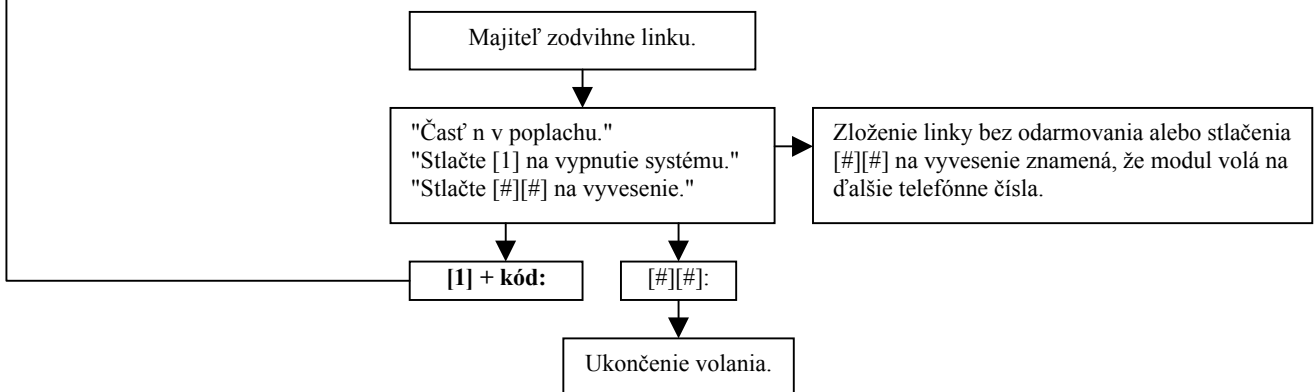 Majiteľ zodvihne linku.
"Časť n v poplachu."
"Stlačte [1] na vypnutie systému."
"Stlačte [#][#] na vyvesenie."
Zloženie linky bez odarmovania alebo stlačenia
[#][#] na vyvesenie znamená, že modul volá na
ďalšie telefónne čísla.
[1] + kód:
[#][#]:
Ukončenie volania.